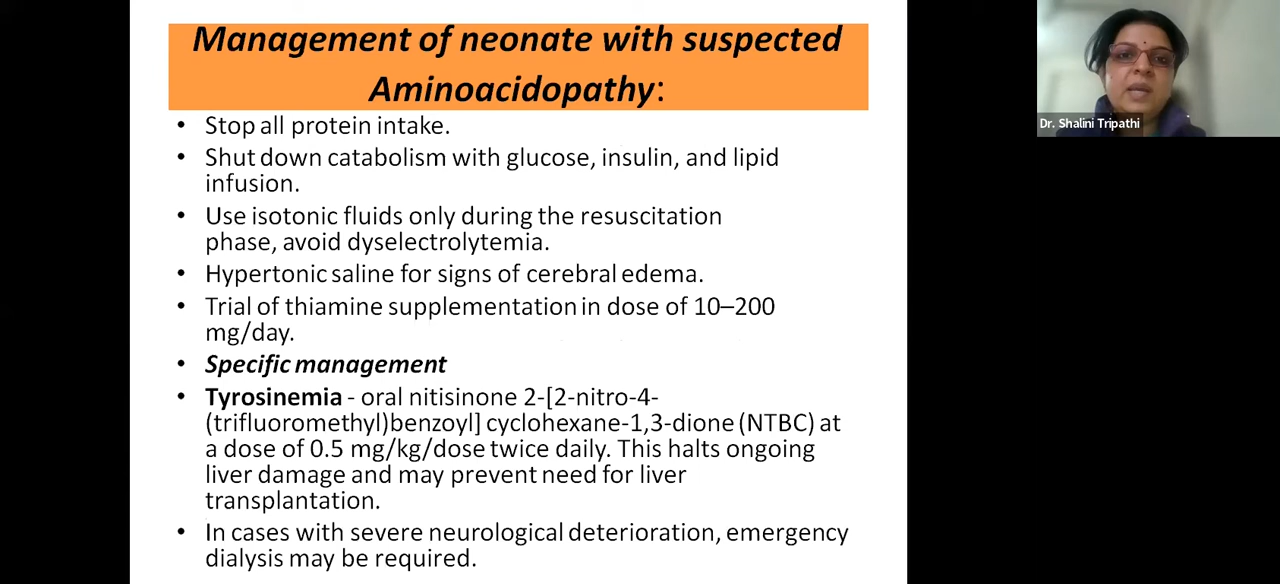 Management of neonate with suspected
Aminoacidopathy:
• Stop all protein intake.
• Shut down catabolism with glucose, insulin, and lipid
infusion.
• Use isotonic fluids only during the resuscitation
phase, avoid dyselectrolytemia.
• Hypertonic saline for signs of cerebral edema.
• Trial of thiamine supplementation in dose of 10–200
mg/day.
• Specific management
• Tyrosinemia - oral nitisinone 2-[2-nitro-4-
(trifluoromethyl)benzoyl] cyclohexane-1,3-dione (NTBC) at
a dose of 0.5 mg/kg/dose twice daily. This halts ongoing
liver damage and may prevent need for liver
transplantation.
• In cases with severe neurological deterioration, emergency
dialysis may be required.
Dr. Shalini Tripathi